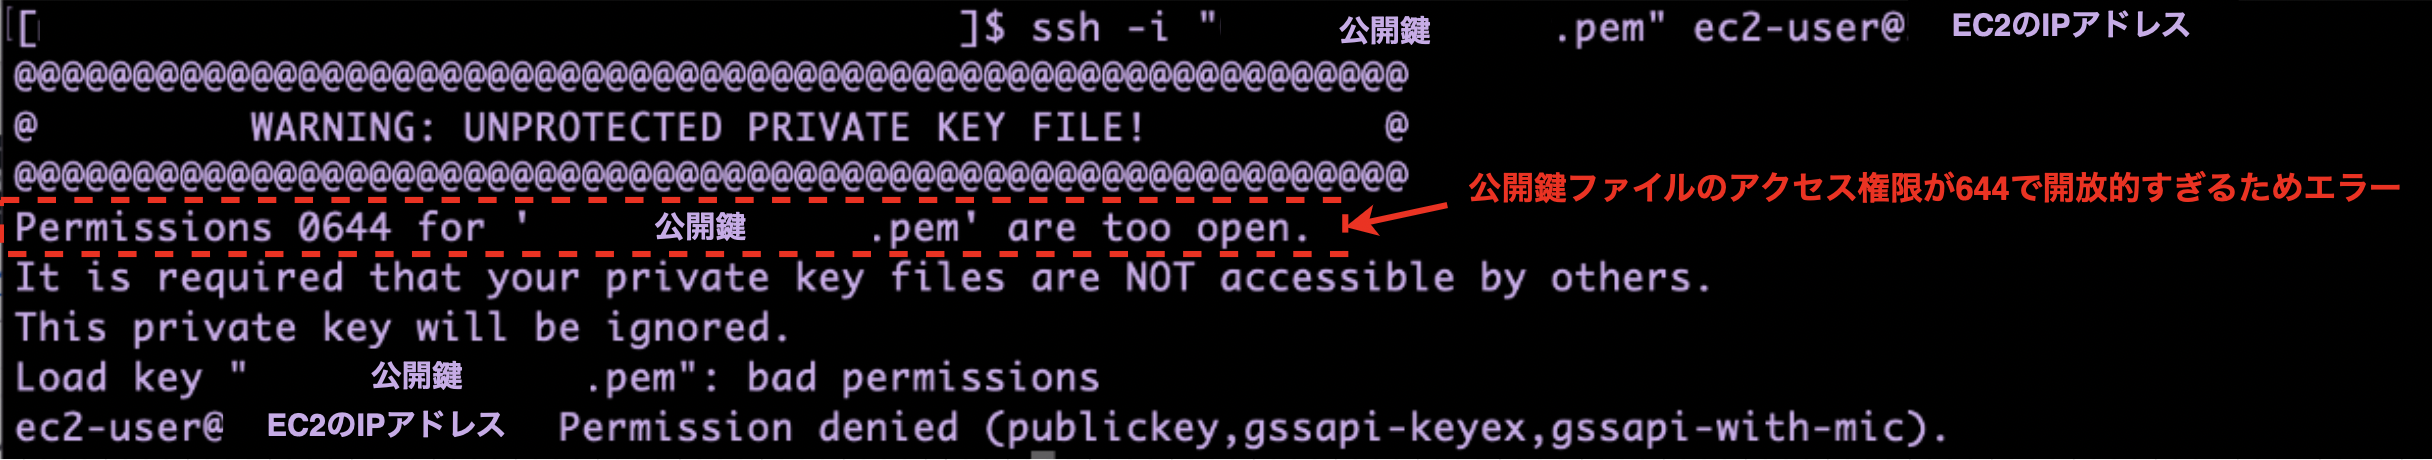 [ ]$ ssh -i " 公開鍵 .pem" ec2-user@ EC2のIPアドレス
@@@@@@@@@@@@@@@@@@@@@@@@@@@@@@@@@@@@@@@@@@@@@@@@@@@@@@@@@@@
@ WARNING: UNPROTECTED PRIVATE KEY FILE! @
@@@@@@@@@@@@@@@@@@@@@@@@@@@@@@@@@@@@@@@@@@@@@@@@@@@@@@@@@@@
公開鍵ファイルのアクセス権限が644で開放的すぎるためエラー
Permissions 0644 for ' 公開鍵 .pem' are too open.
It is required that your private key files are NOT accessible by others.
This private key will be ignored.
Load key " 公開鍵 .pem": bad permissions
ec2-user@ EC2のIPアドレス Permission denied (publickey,gssapi-keyex,gssapi-with-mic).